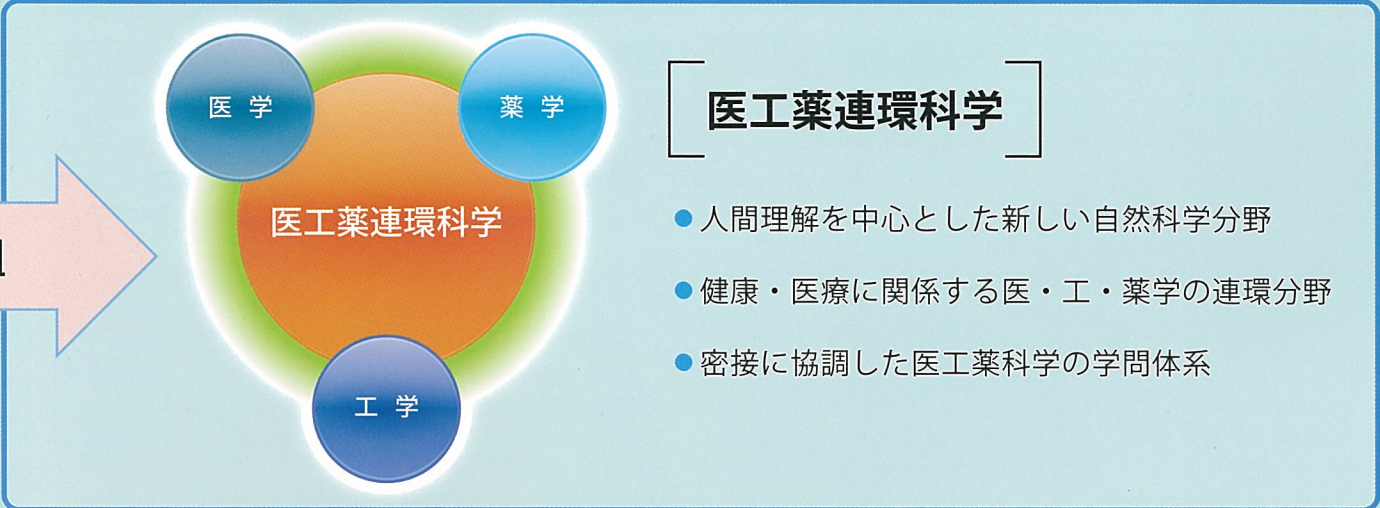 医学
薬学
医工薬連環科学
工学
医工薬連環科学
●人間理解を中心とした新しい自然科学分野
●健康・医療に関係する医・工・薬学の連環分野
●密接に協調した医工薬科学の学問体系